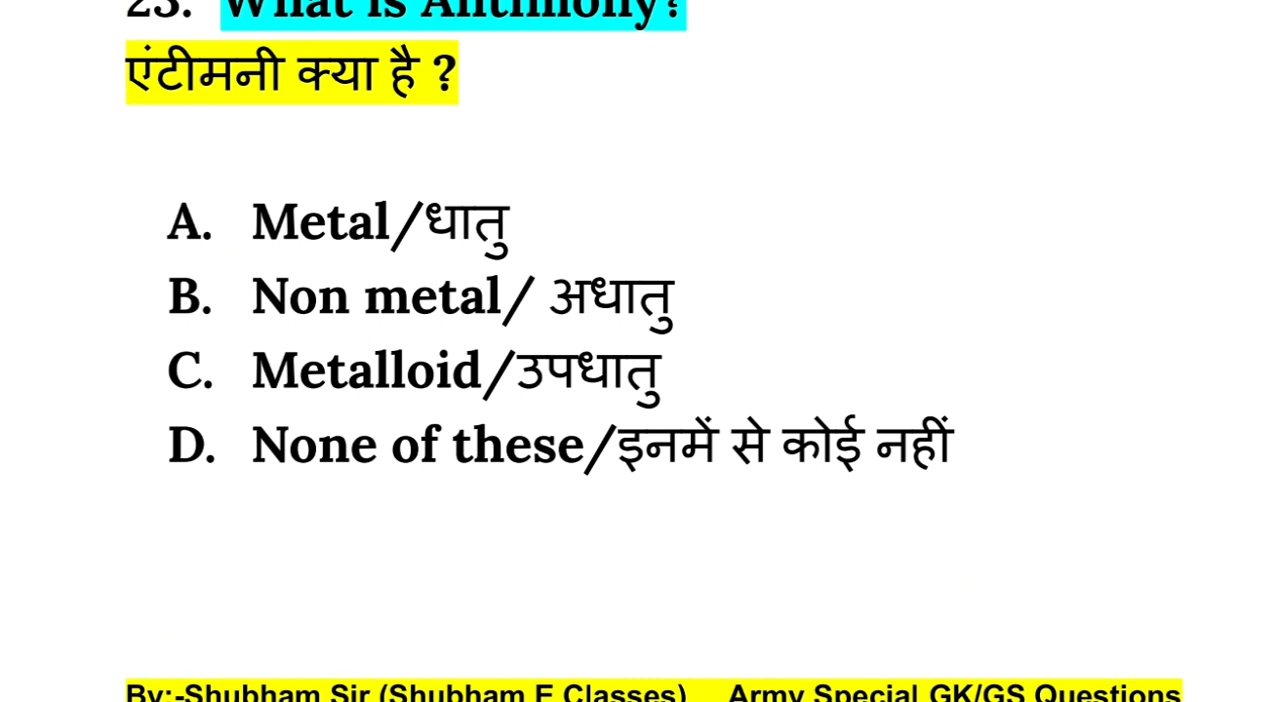 23. What is Antimony?
एंटीमनी क्या है ?
A. Metal/धातु
B. Non metal/ अधातु
C. Metalloid/उपधातु
D. None of these/इनमें से कोई नहीं
By:-Shubham Sir (Shubham E Classes) Army Special GK/GS Questions